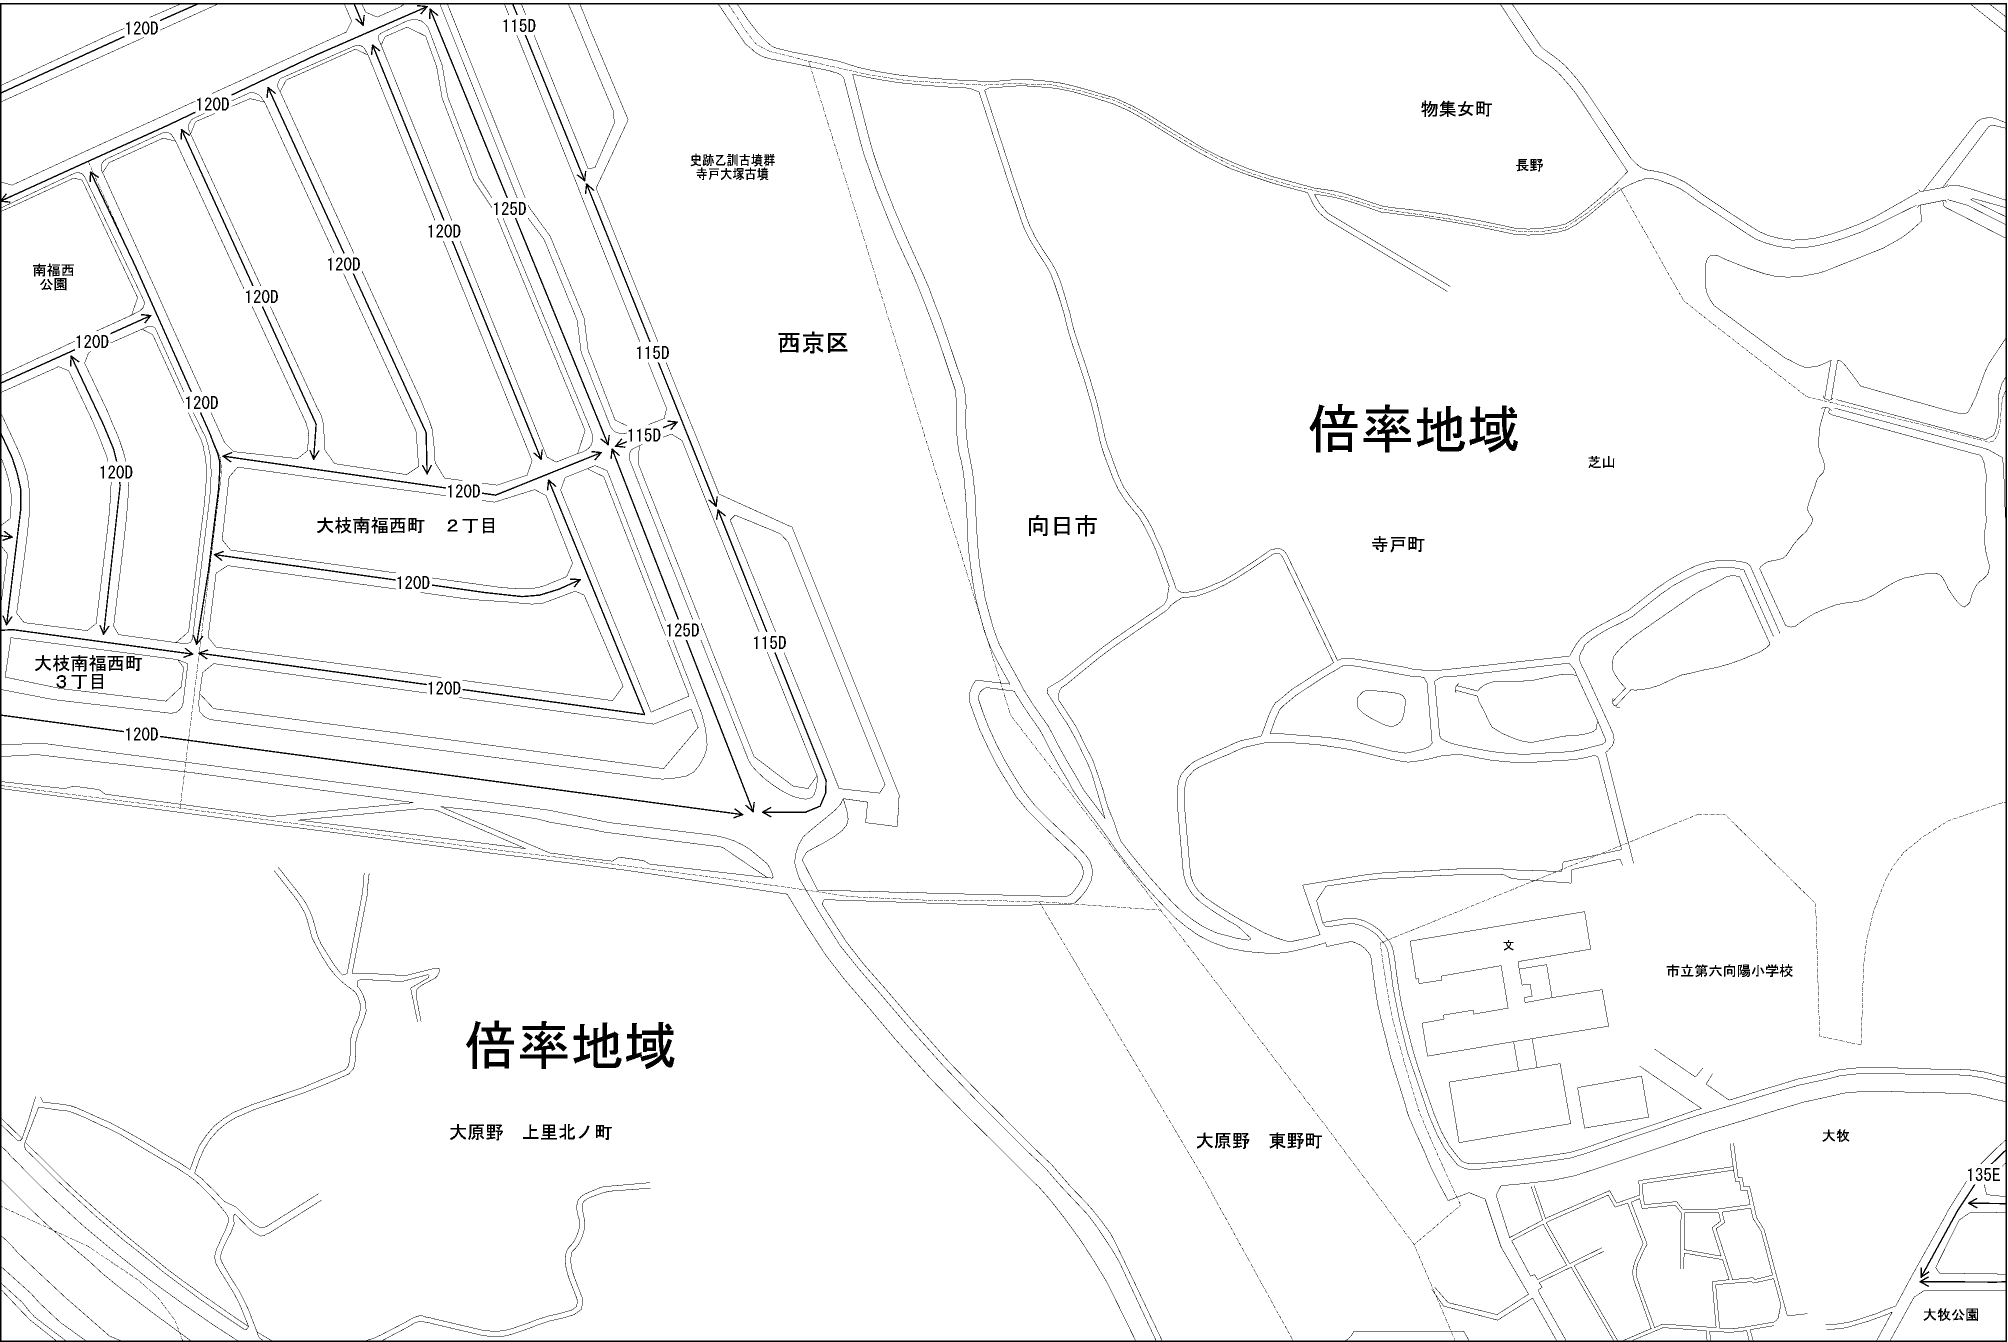 120D
115D
120D
物集女町
史跡乙訓古墳群
寺戸大塚古墳
長野
125D
120D
120D
南福西
公園
120D
120D
西京区
115D
120D
倍率地域
115D
芝山
120D
120D
大枝南福西町　２丁目
向日市
寺戸町
120D
125D
115D
大枝南福西町
３丁目
120D
120D
文
市立第六向陽小学校
倍率地域
大原野　上里北ノ町
大原野　東野町
大牧
135E
大牧公園